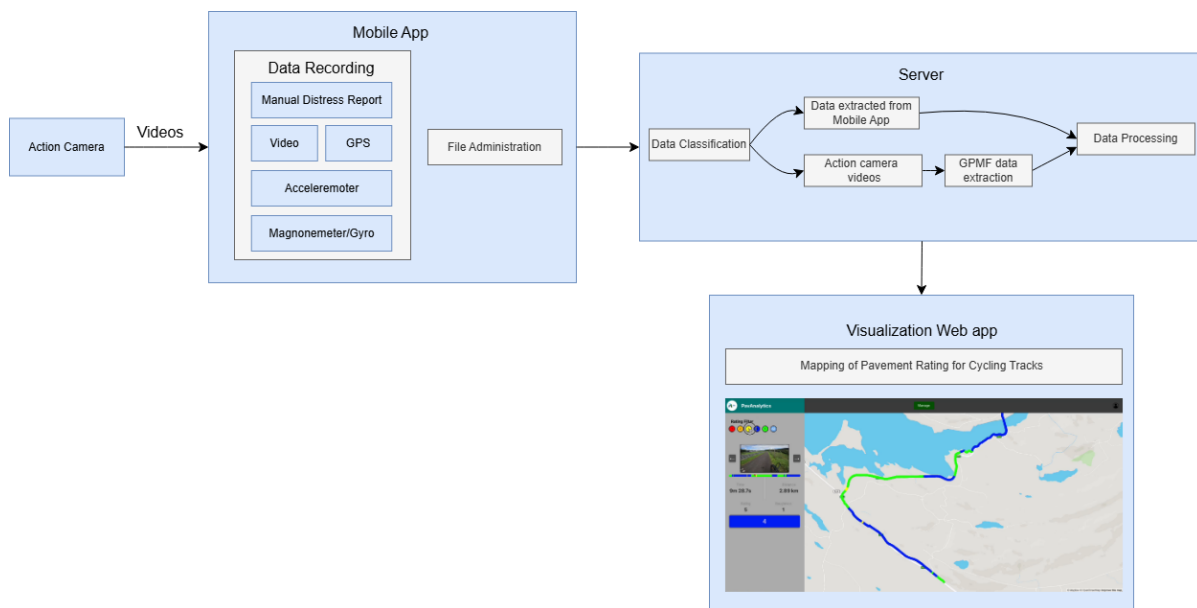 Action Camera
Videos
Mobile App
Data Recording
Manual Distress Report
Video
GPS
Acceleremoter
Magnonemeter/Gyro
File Administration
Server
Data Classification
Data extracted from
Mobile App
Action camera
videos
GPMF data
extraction
Data Processing
Visualization Web app
Mapping of Pavement Rating for Cycling Tracks
PavAnalytics